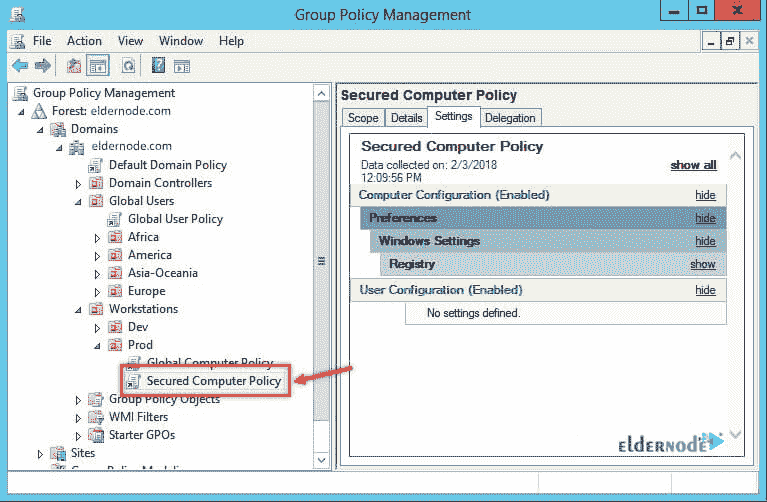 Group Policy Management
File Action View Window Help
Group Policy Management
Forest: eldernode.com
Domains
eldernode.com
Default Domain Policy
Domain Controllers
Global Users
Global User Policy
Africa
America
Asia-Oceania
Europe
Workstations
Dev
Prod
Global Computer Policy
Secured Computer Policy
Group Policy Objects
WMI Filters
Starter GPOs
Sites
Secured Computer Policy
Scope Details Settings Delegation
Secured Computer Policy
Data collected on: 2/3/2018
12:09:56 PM
show all
Computer Configuration (Enabled) hide
Preferences hide
Windows Settings hide
Registry show
User Configuration (Enabled) hide
No settings defined.
eldernode